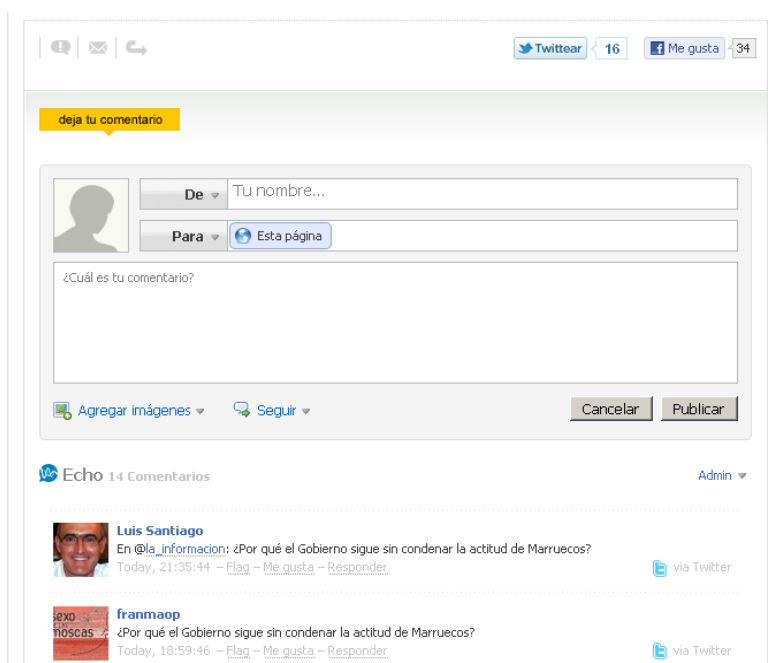 Twittear 16 Me gusta 34
deja tu comentario
De Tu nombre...
Para Esta página
¿Cuál es tu comentario?
Agregar imágenes Seguir Cancelar Publicar
Echo 14 Comentarios Admin
Luis Santiago
En @la_informacion: ¿Por qué el Gobierno sigue sin condenar la actitud de Marruecos?
Today, 21:35:44 – Flag – Me gusta – Responder via Twitter
franmaop
¿Por qué el Gobierno sigue sin condenar la actitud de Marruecos?
Today, 18:59:46 – Flag – Me gusta – Responder via Twitter